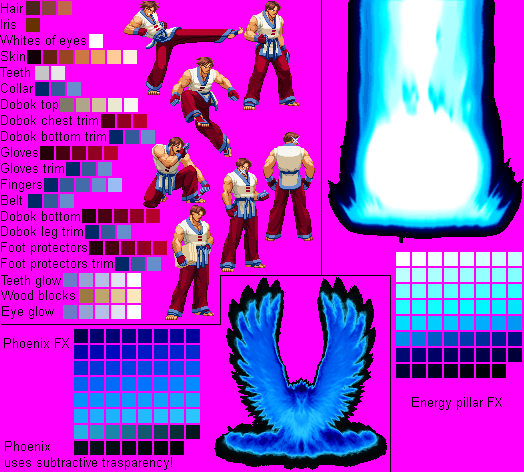 Hair
Iris
Whites of eyes
Skin
Teeth
Collar
Dobok top
Dobok chest trim
Dobok bottom trim
Gloves
Gloves trim
Fingers
Belt
Dobok bottom
Dobok leg trim
Foot protectors
Foot protectors trim
Teeth glow
Wood blocks
Eye glow
Phoenix FX
Phoenix
uses subtractive trasparency!
Energy pillar FX